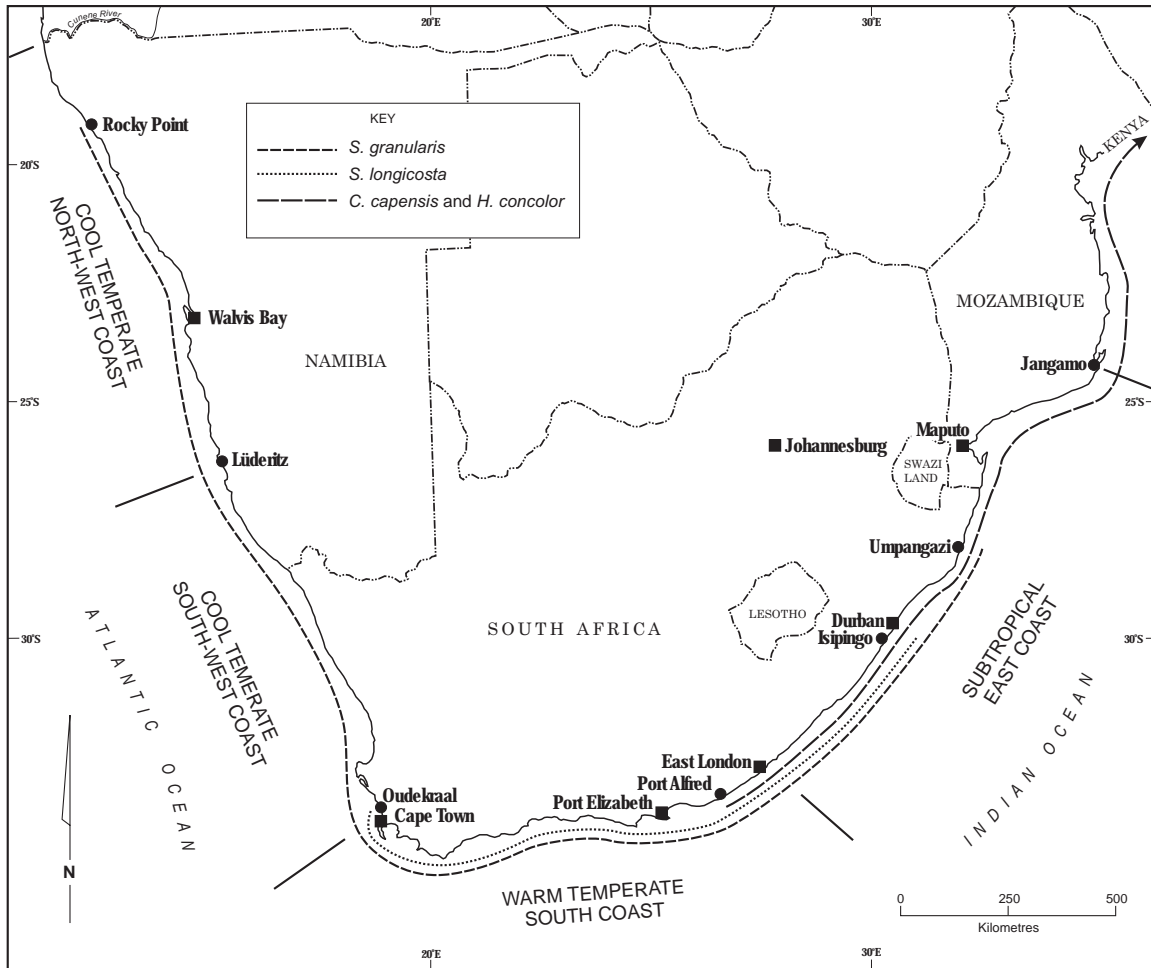 20°E
30°E
Cunene River
Rocky Point
KENYA
KEY
S. granularis
S. longicosta
C. capensis and H. concolor
20°S
20°S
COOL TEMPERATE
NORTH-WEST COAST
Walvis Bay
NAMIBIA
MOZAMBIQUE
Jangamo
25°S
25°S
Lüderitz
Johannesburg
Maputo
SWAZI
LAND
Umpangazi
COOL TEMERATE
SOUTH-WEST COAST
ATLANTIC OCEAN
SOUTH AFRICA
LESOTHO
Durban
Isipingo
30°S
30°S
SUBTROPICAL
EAST COAST
INDIAN OCEAN
East London
Port Alfred
Port Elizabeth
Oudekraal
Cape Town
N
WARM TEMPERATE
SOUTH COAST
0 250 500
Kilometres
20°E
30°E